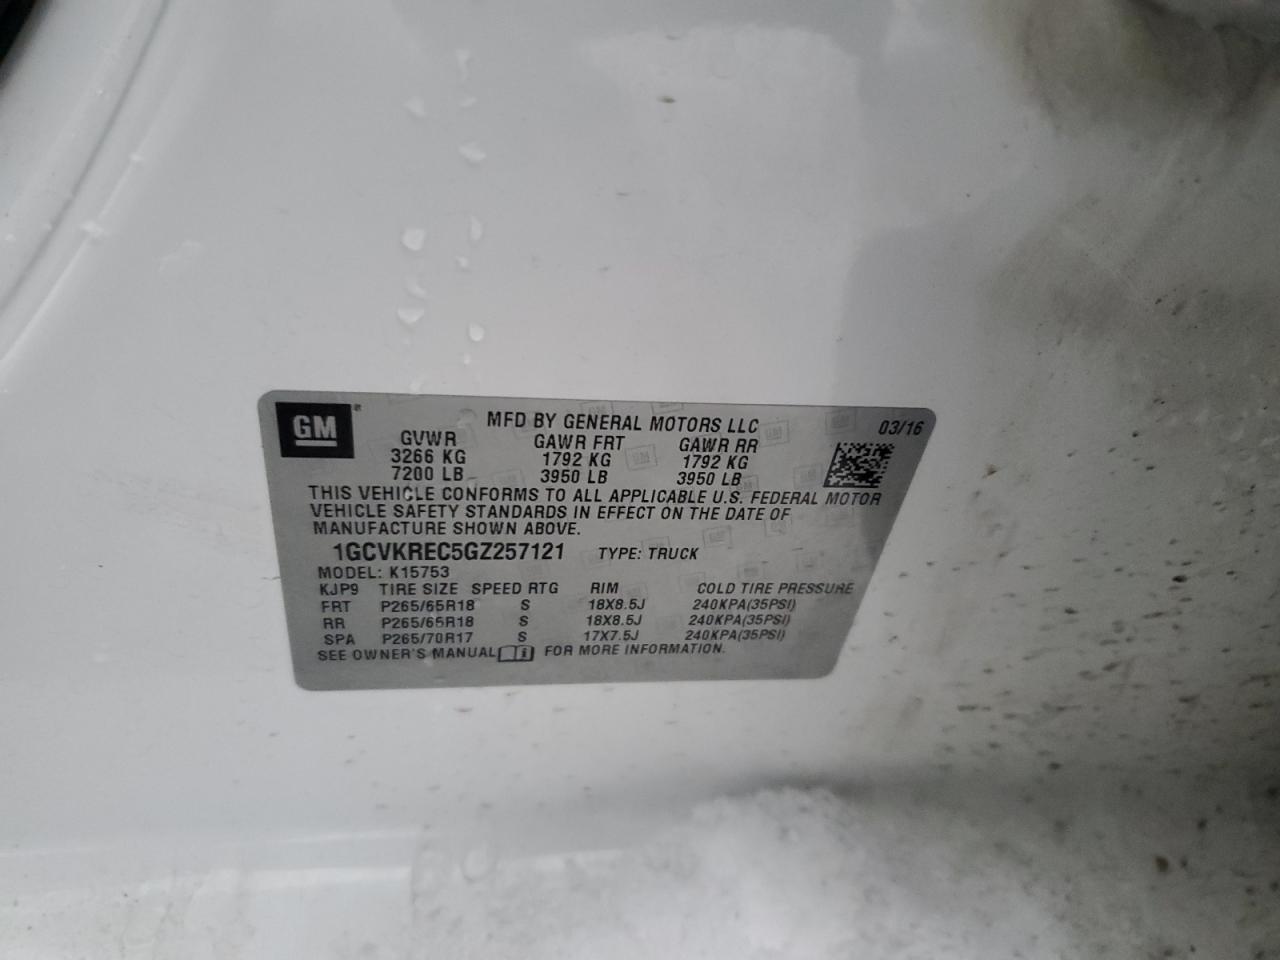 GM
MFD BY GENERAL MOTORS LLC 03/16
GVWR GAWR FRT GAWR RR
3266 KG 1792 KG 1792 KG
7200 LB 3950 LB 3950 LB
THIS VEHICLE CONFORMS TO ALL APPLICABLE U.S. FEDERAL MOTOR
VEHICLE SAFETY STANDARDS IN EFFECT ON THE DATE OF
MANUFACTURE SHOWN ABOVE.
1GCVKREC5GZ257121 TYPE: TRUCK
MODEL: K15753
KJP9 TIRE SIZE SPEED RTG RIM COLD TIRE PRESSURE
FRT P265/65R18 S 18X8.5J 240KPA(35PSI)
RR P265/65R18 S 18X8.5J 240KPA(35PSI)
SPA P265/70R17 S 17X7.5J 240KPA(35PSI)
SEE OWNER'S MANUAL FOR MORE INFORMATION.